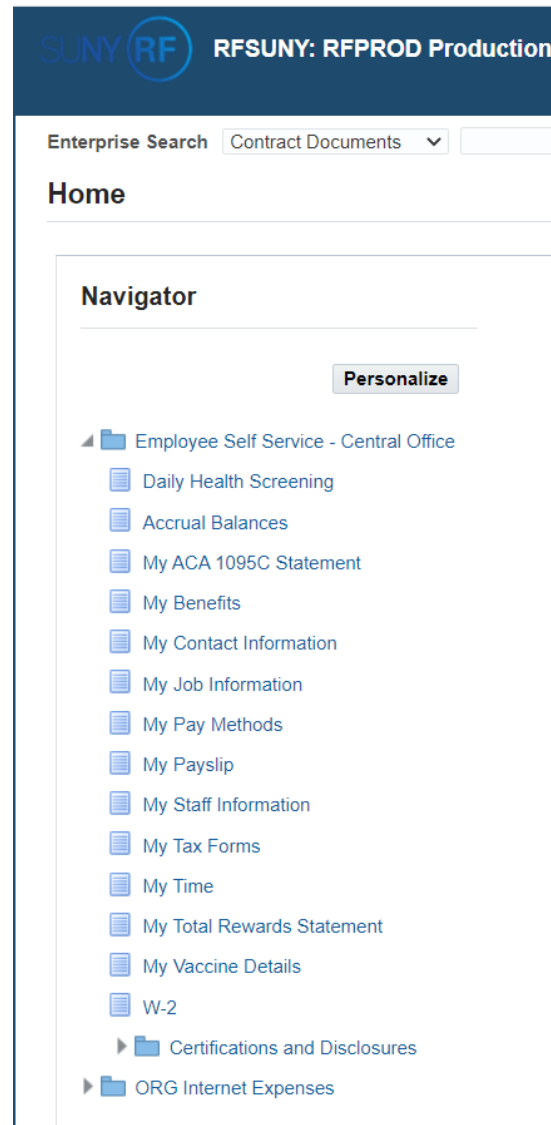 SUNY RF RFSUNY: RFPROD Production
Enterprise Search Contract Documents
Home
Navigator
Personalize
Employee Self Service - Central Office
Daily Health Screening
Accrual Balances
My ACA 1095C Statement
My Benefits
My Contact Information
My Job Information
My Pay Methods
My Payslip
My Staff Information
My Tax Forms
My Time
My Total Rewards Statement
My Vaccine Details
W-2
Certifications and Disclosures
ORG Internet Expenses